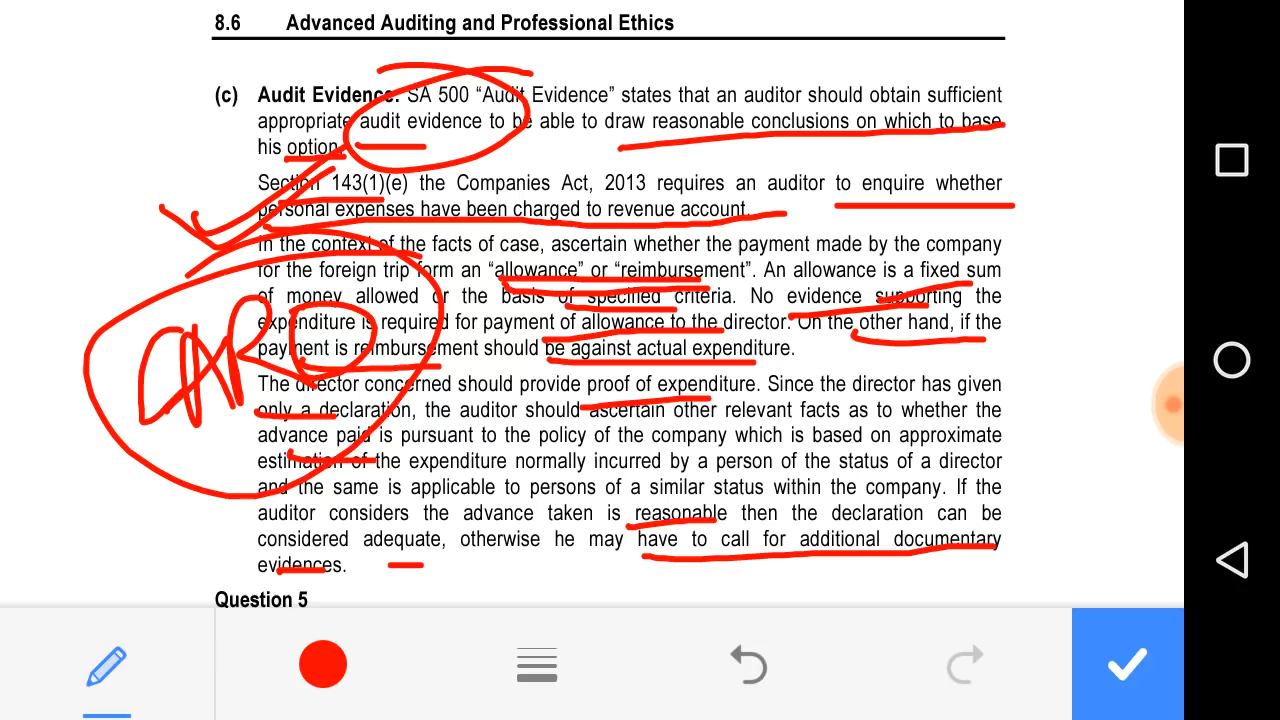 8.6 Advanced Auditing and Professional Ethics
(c) Audit Evidence: SA 500 “Audit Evidence” states that an auditor should obtain sufficient
appropriate audit evidence to be able to draw reasonable conclusions on which to base
his option.
Section 143(1)(e) the Companies Act, 2013 requires an auditor to enquire whether
personal expenses have been charged to revenue account.
In the context of the facts of case, ascertain whether the payment made by the company
for the foreign trip form an “allowance” or “reimbursement”. An allowance is a fixed sum
of money allowed or the basis of specified criteria. No evidence supporting the
expenditure is required for payment of allowance to the director. On the other hand, if the
payment is reimbursement should be against actual expenditure.
The director concerned should provide proof of expenditure. Since the director has given
only a declaration, the auditor should ascertain other relevant facts as to whether the
advance paid is pursuant to the policy of the company which is based on approximate
estimation of the expenditure normally incurred by a person of the status of a director
and the same is applicable to persons of a similar status within the company. If the
auditor considers the advance taken is reasonable then the declaration can be
considered adequate, otherwise he may have to call for additional documentary
evidences.
Question 5